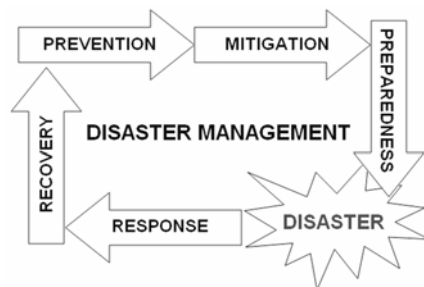 PREVENTION
MITIGATION
PREPAREDNESS
DISASTER MANAGEMENT
RECOVERY
RESPONSE
DISASTER